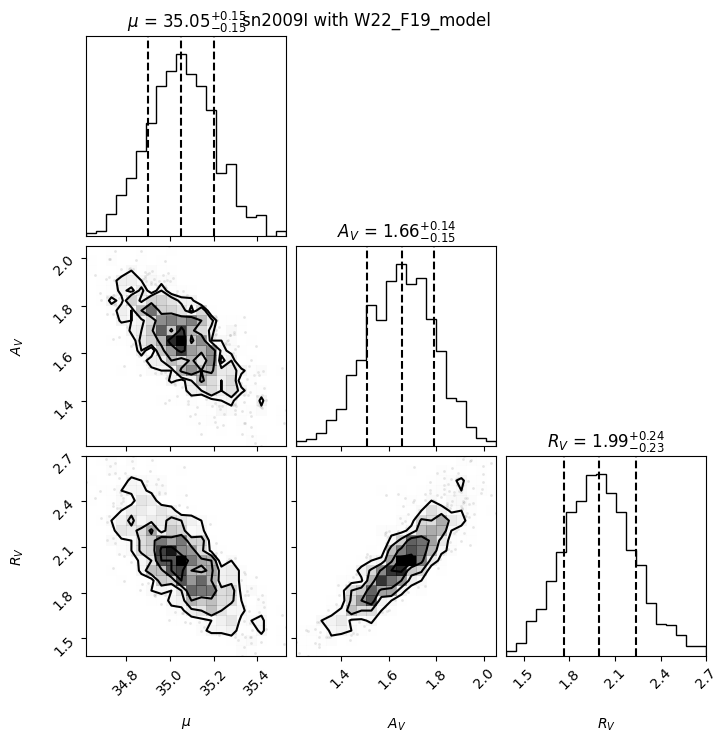 μ = 35.05+0.15−0.15
sn2009I with W22_F19_model
A_V = 1.66+0.14−0.15
R_V = 1.99+0.24−0.23
A_V
2.0
1.8
1.6
1.4
R_V
2.7
2.4
2.1
1.8
1.5
34.8 35.0 35.2 35.4
1.4 1.6 1.8 2.0
1.5 1.8 2.1 2.4 2.7
μ
A_V
R_V